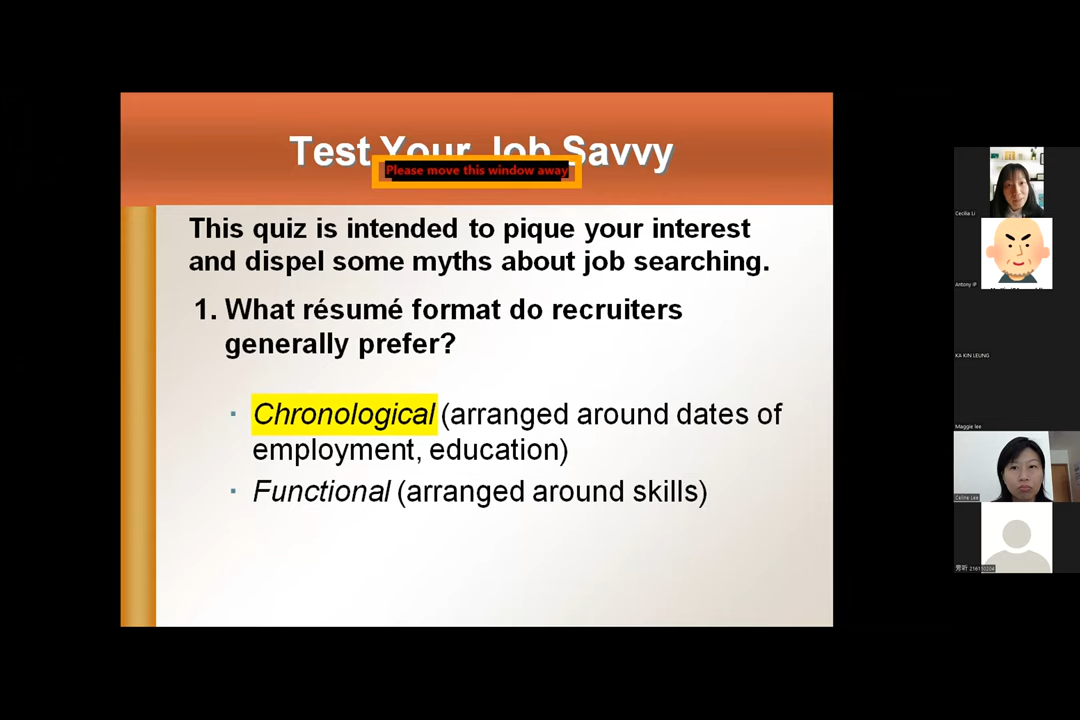 Test Your Job Savvy
Please move this window away
This quiz is intended to pique your interest
and dispel some myths about job searching.
1. What résumé format do recruiters
generally prefer?
· Chronological (arranged around dates of
employment, education)
· Functional (arranged around skills)
Cecilia Li
Antony IP
KA KIN LEUNG
Maggie lee
Celine Lee